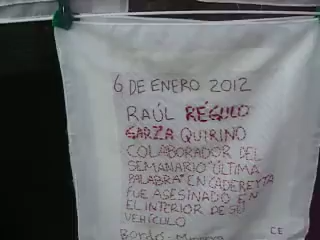 6 DE ENERO 2012
RAÚL RÉGULO
GARZA QUIRINO
COLABORADOR DEL
SEMANARIO "ÚLTIMA
PALABRA" EN CADEREYTA
FUE ASESINADO EN
EL INTERIOR DE SU
VEHÍCULO
Bordó:
CE